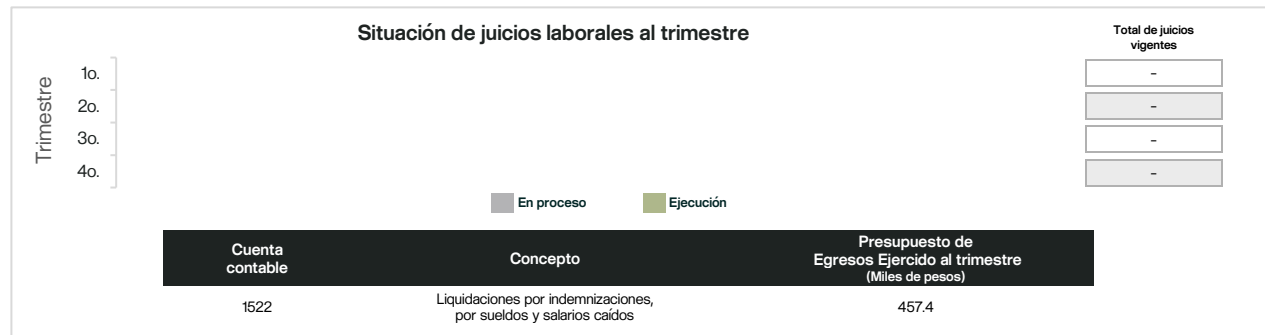 Situación de juicios laborales al trimestre
Total de juicios
vigentes
Trimestre
1o.
-
2o.
-
3o.
-
4o.
-
En proceso
Ejecución
Cuenta
contable
Concepto
Presupuesto de
Egresos Ejercido al trimestre
(Miles de pesos)
1522
Liquidaciones por indemnizaciones,
por sueldos y salarios caídos
457.4